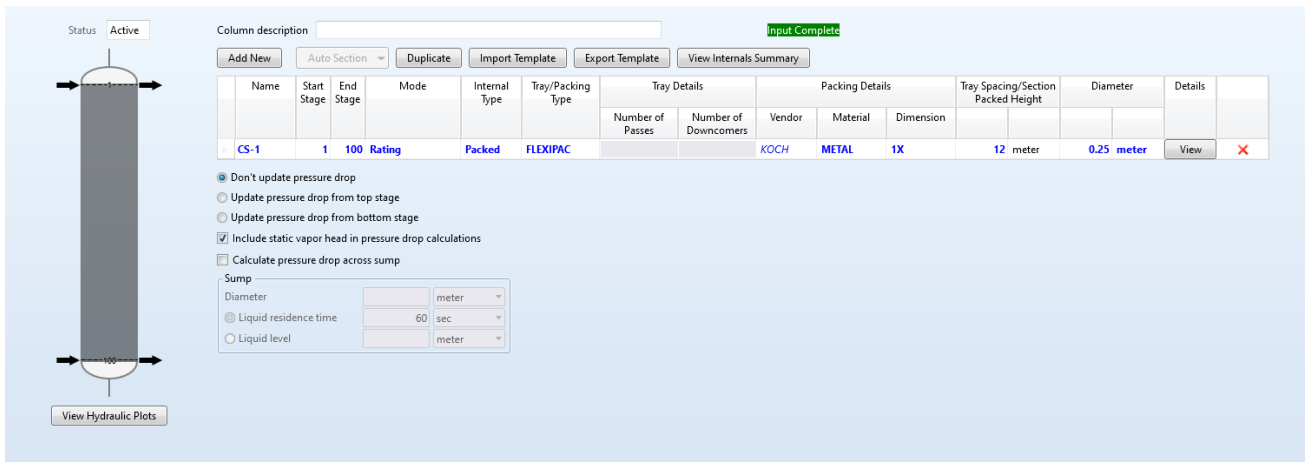 Status Active
Column description
Input Complete
Add New Auto Section Duplicate Import Template Export Template View Internals Summary
Name Start Stage End Stage Mode Internal Type Tray/Packing Type Tray Details Packing Details Tray Spacing/Section Packed Height Diameter Details
Number of Passes Number of Downcomers Vendor Material Dimension
CS-1 1 100 Rating Packed FLEXIPAC KOCH METAL 1X 12 meter 0.25 meter View
Don't update pressure drop
Update pressure drop from top stage
Update pressure drop from bottom stage
Include static vapor head in pressure drop calculations
Calculate pressure drop across sump
Sump
Diameter meter
Liquid residence time 60 sec
Liquid level meter
1
100
View Hydraulic Plots